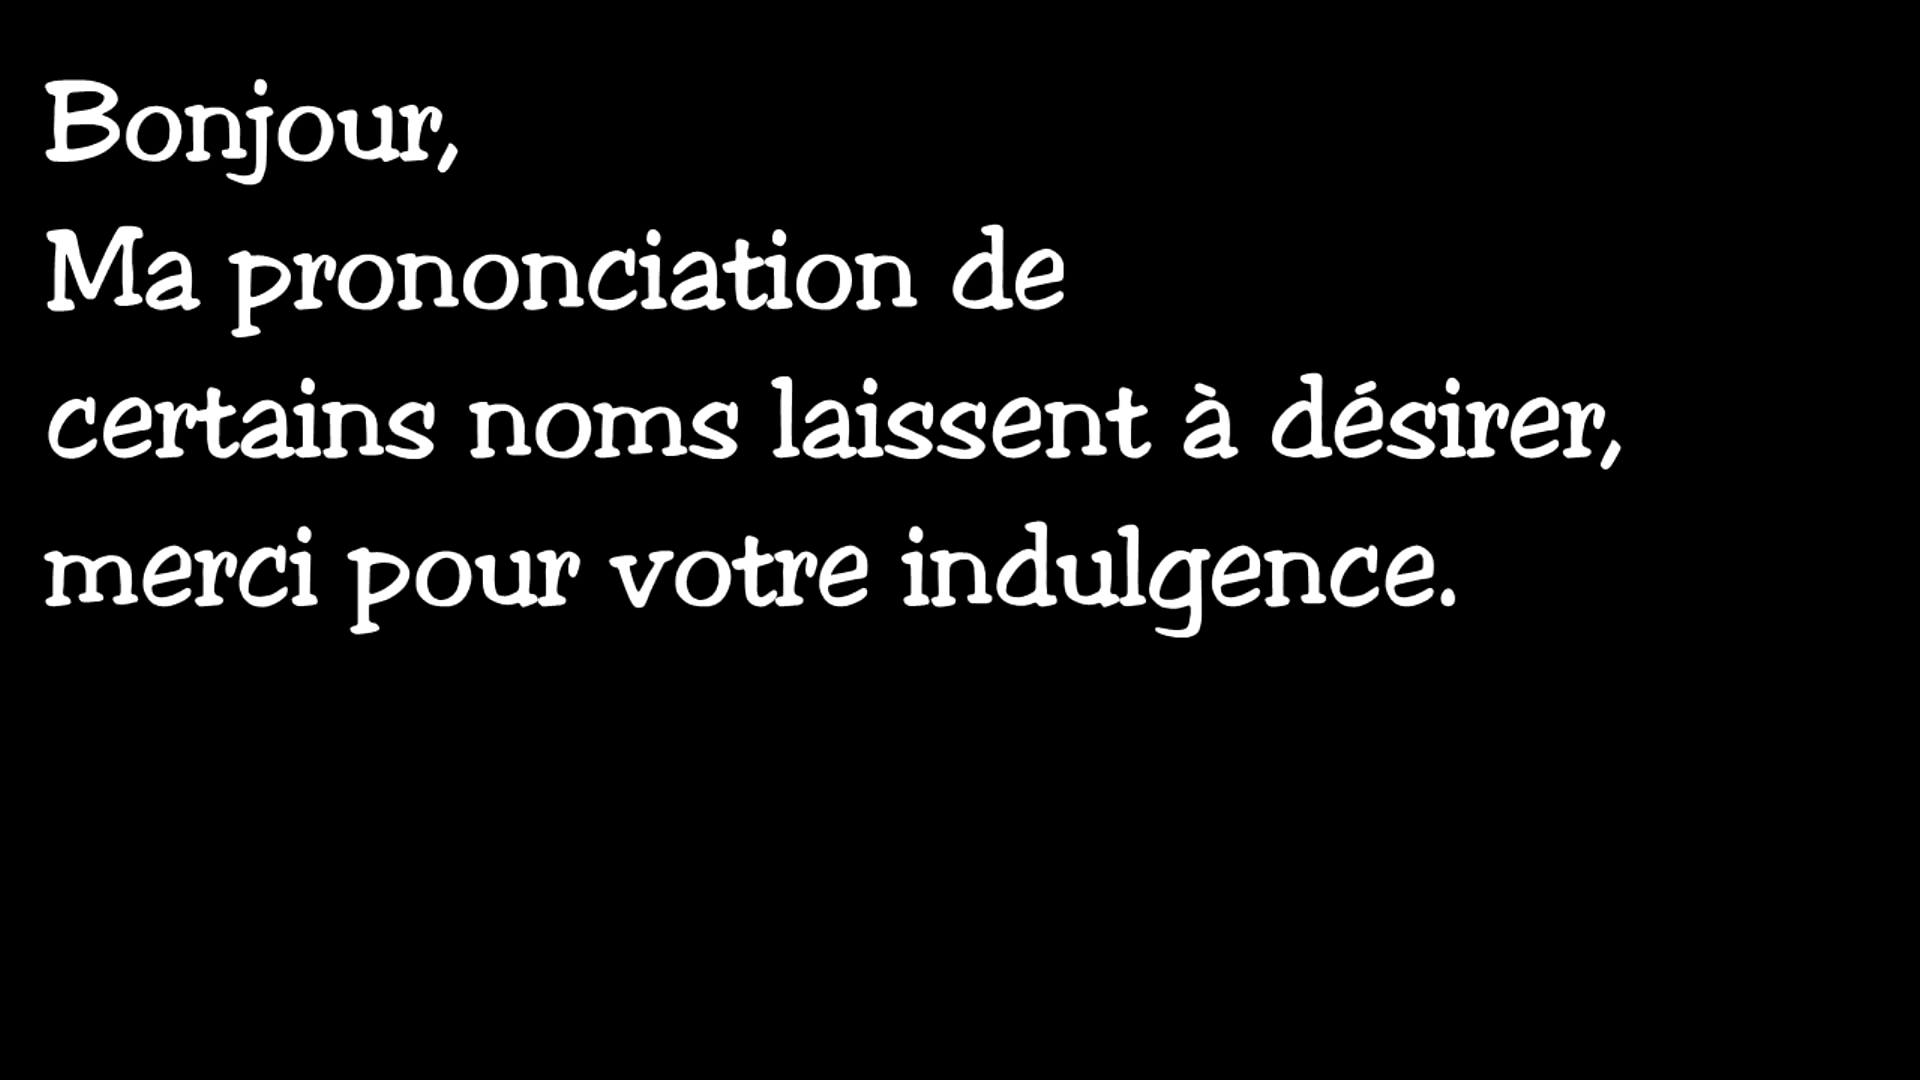 Bonjour,
Ma prononciation de
certains noms laissent à désirer,
merci pour votre indulgence.